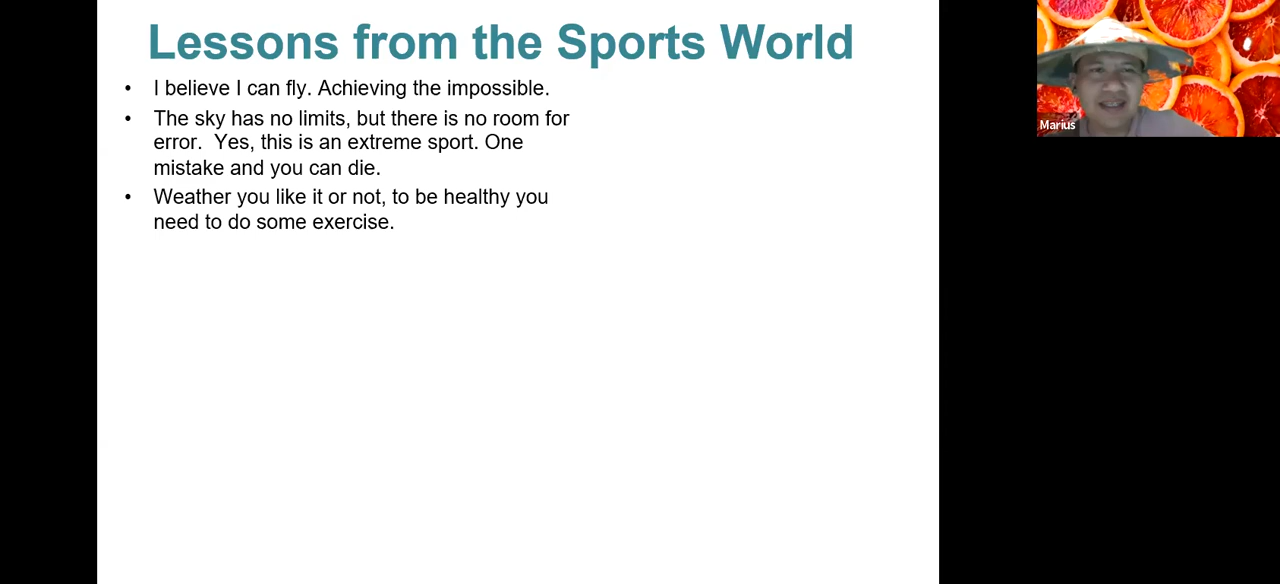 Lessons from the Sports World
• I believe I can fly. Achieving the impossible.
• The sky has no limits, but there is no room for
error.  Yes, this is an extreme sport. One
mistake and you can die.
• Weather you like it or not, to be healthy you
need to do some exercise.
Marius